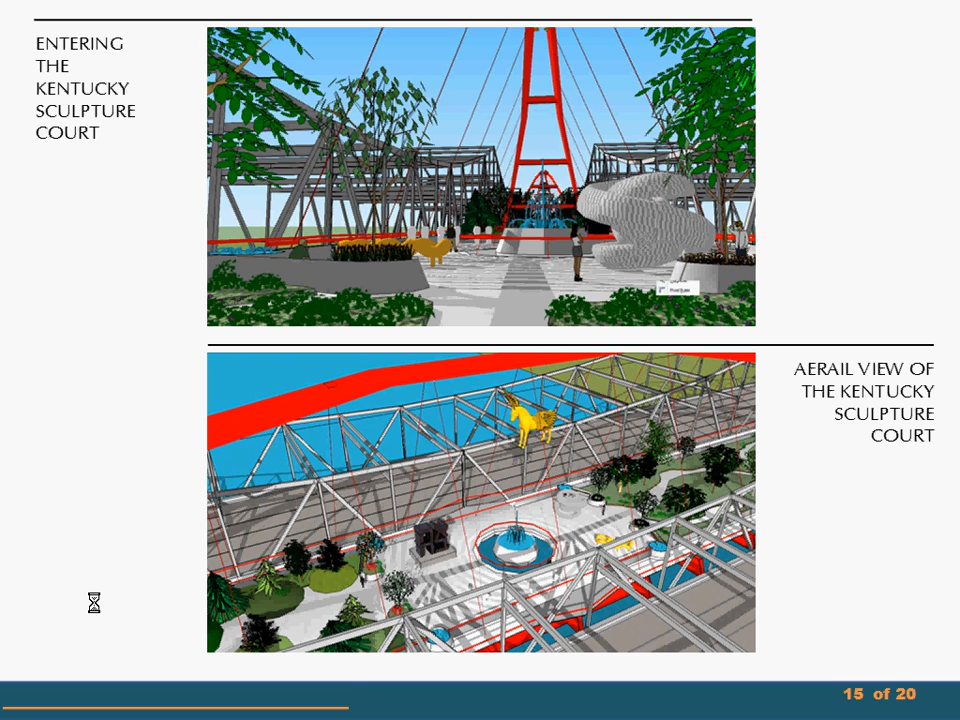 ENTERING
THE
KENTUCKY
SCULPTURE
COURT
AERAIL VIEW OF
THE KENTUCKY
SCULPTURE
COURT
15 of 20